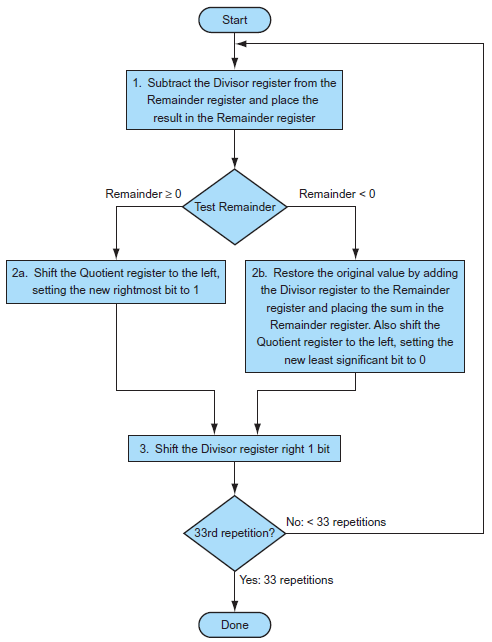 Start
1. Subtract the Divisor register from the
Remainder register and place the
result in the Remainder register
Remainder ≥ 0
Remainder < 0
Test Remainder
2a. Shift the Quotient register to the left,
setting the new rightmost bit to 1
2b. Restore the original value by adding
the Divisor register to the Remainder
register and placing the sum in the
Remainder register. Also shift the
Quotient register to the left, setting the
new least significant bit to 0
3. Shift the Divisor register right 1 bit
33rd repetition?
No: < 33 repetitions
Yes: 33 repetitions
Done